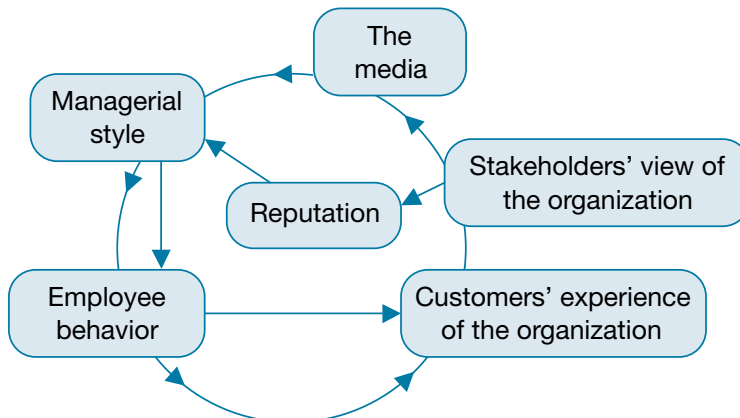 The
media
Managerial
style
Stakeholders’ view of
the organization
Reputation
Employee
behavior
Customers’ experience
of the organization